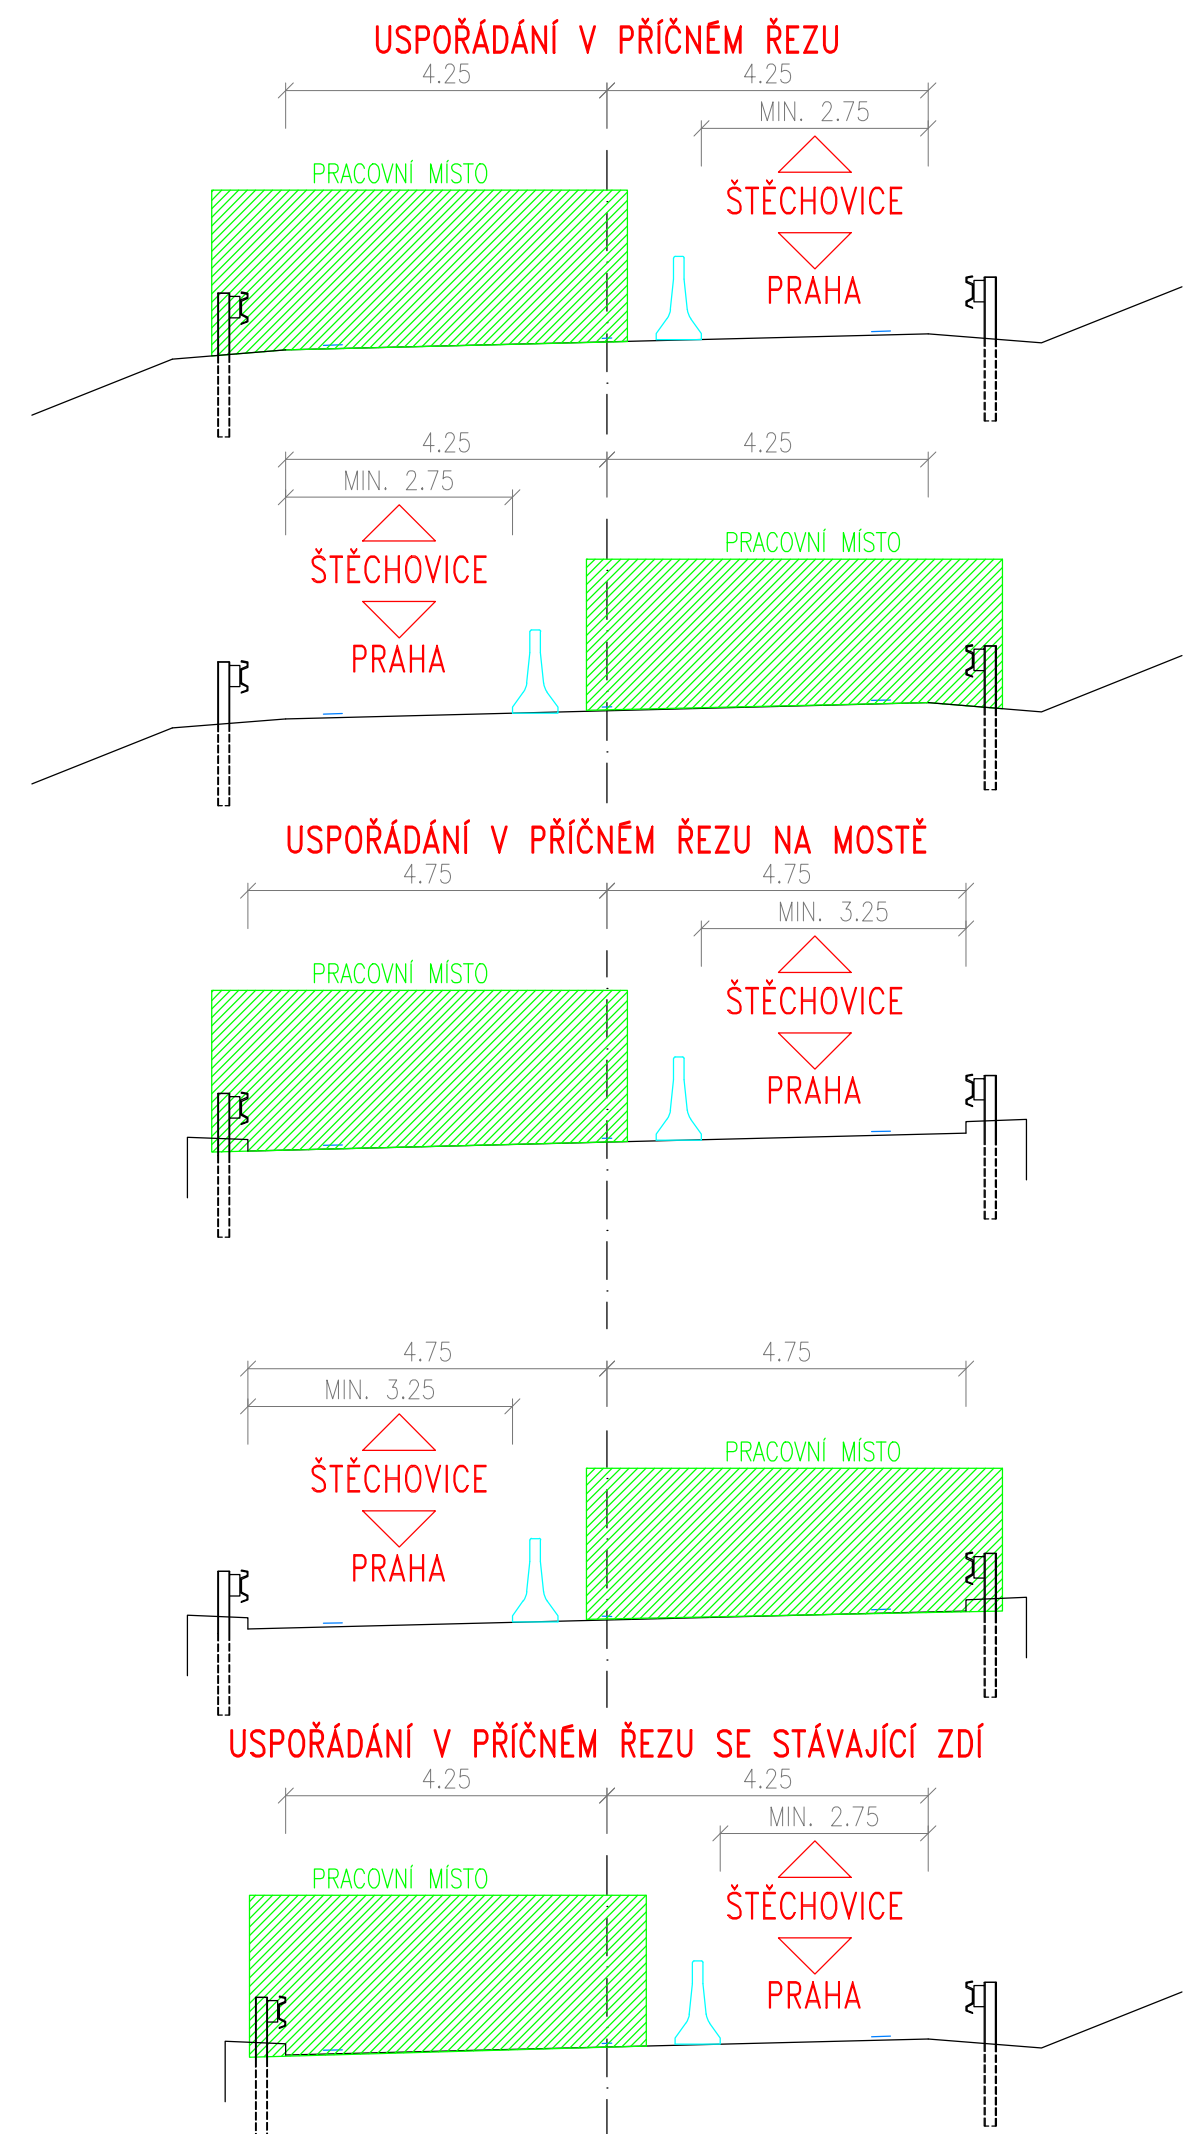 USPOŘÁDÁNÍ V PŘÍČNÉM ŘEZU
4.25 4.25
MIN. 2.75
PRACOVNÍ MÍSTO
ŠTĚCHOVICE
PRAHA
4.25 4.25
MIN. 2.75
PRACOVNÍ MÍSTO
ŠTĚCHOVICE
PRAHA
USPOŘÁDÁNÍ V PŘÍČNÉM ŘEZU NA MOSTĚ
4.75 4.75
MIN. 3.25
PRACOVNÍ MÍSTO
ŠTĚCHOVICE
PRAHA
4.75 4.75
MIN. 3.25
PRACOVNÍ MÍSTO
ŠTĚCHOVICE
PRAHA
USPOŘÁDÁNÍ V PŘÍČNÉM ŘEZU SE STÁVAJÍCÍ ZDÍ
4.25 4.25
MIN. 2.75
PRACOVNÍ MÍSTO
ŠTĚCHOVICE
PRAHA